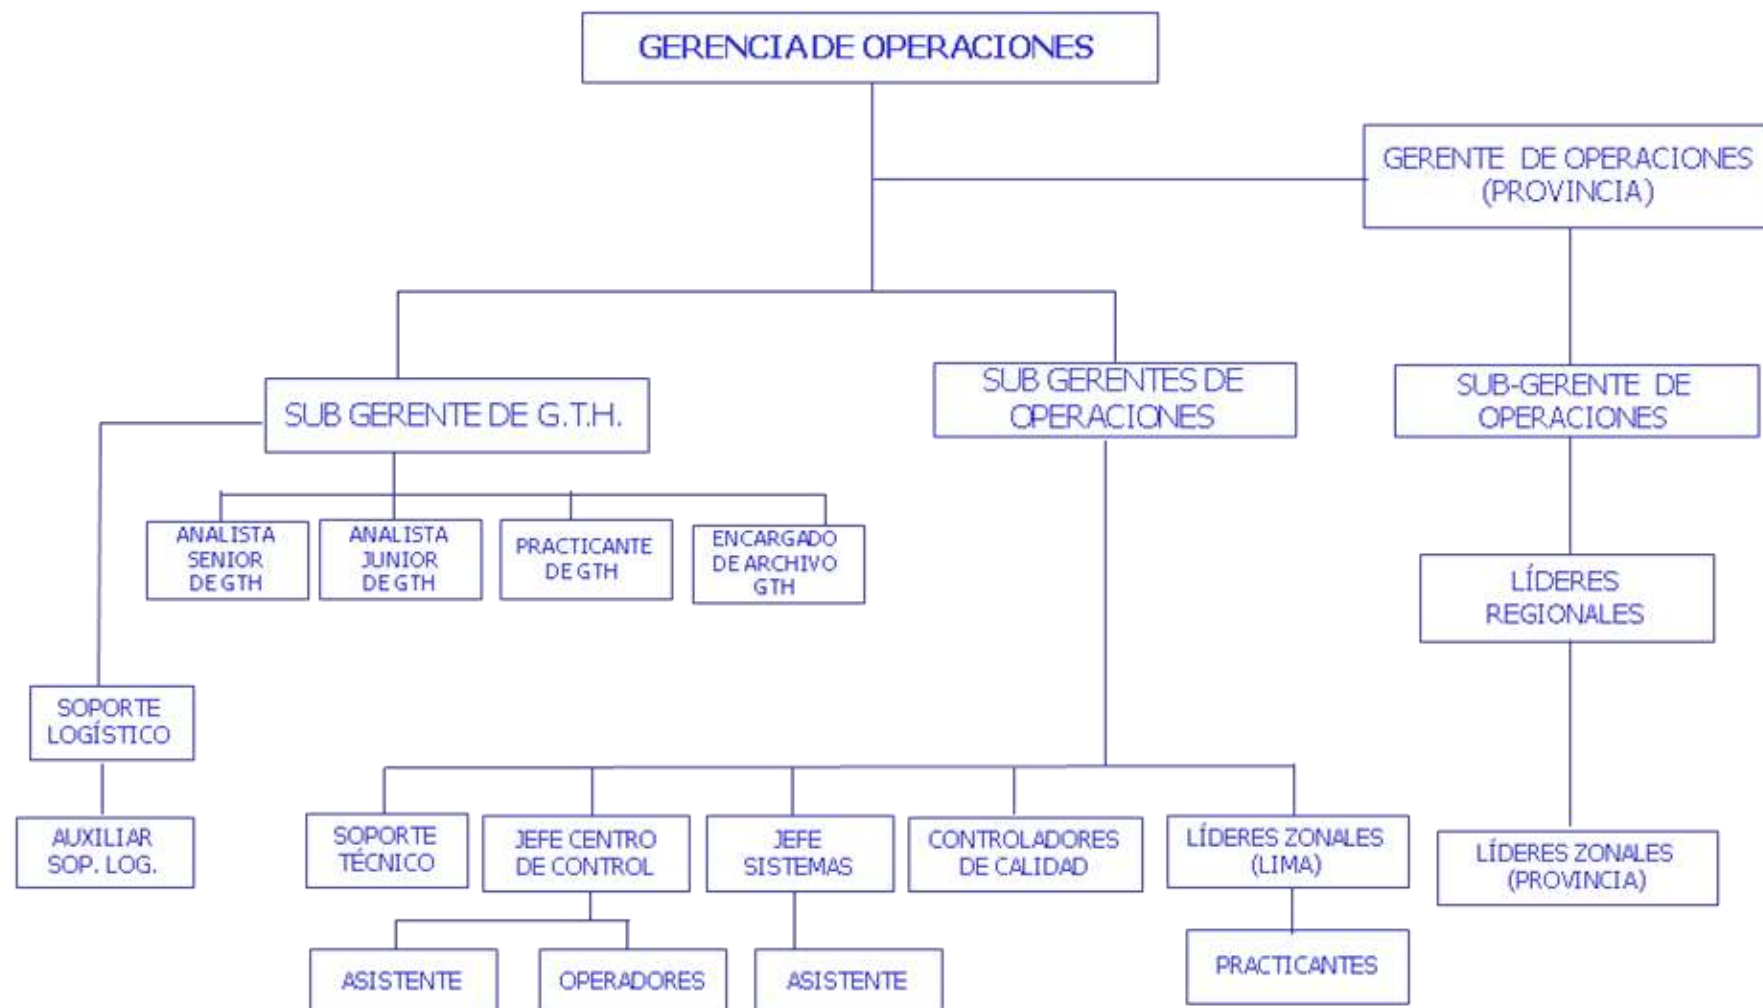 GERENCIA DE OPERACIONES
GERENTE DE OPERACIONES
(PROVINCIA)
SUB GERENTE DE G.T.H.
SUB GERENTES DE
OPERACIONES
SUB-GERENTE DE
OPERACIONES
ANALISTA
SENIOR
DE GTH
ANALISTA
JUNIOR
DE GTH
PRACTICANTE
DE GTH
ENCARGADO
DE ARCHIVO
GTH
LÍDERES
REGIONALES
SOPORTE
LOGÍSTICO
AUXILIAR
SOP. LOG.
SOPORTE
TÉCNICO
JEFE CENTRO
DE CONTROL
JEFE
SISTEMAS
CONTROLADORES
DE CALIDAD
LÍDERES ZONALES
(LIMA)
LÍDERES ZONALES
(PROVINCIA)
ASISTENTE
OPERADORES
ASISTENTE
PRACTICANTES